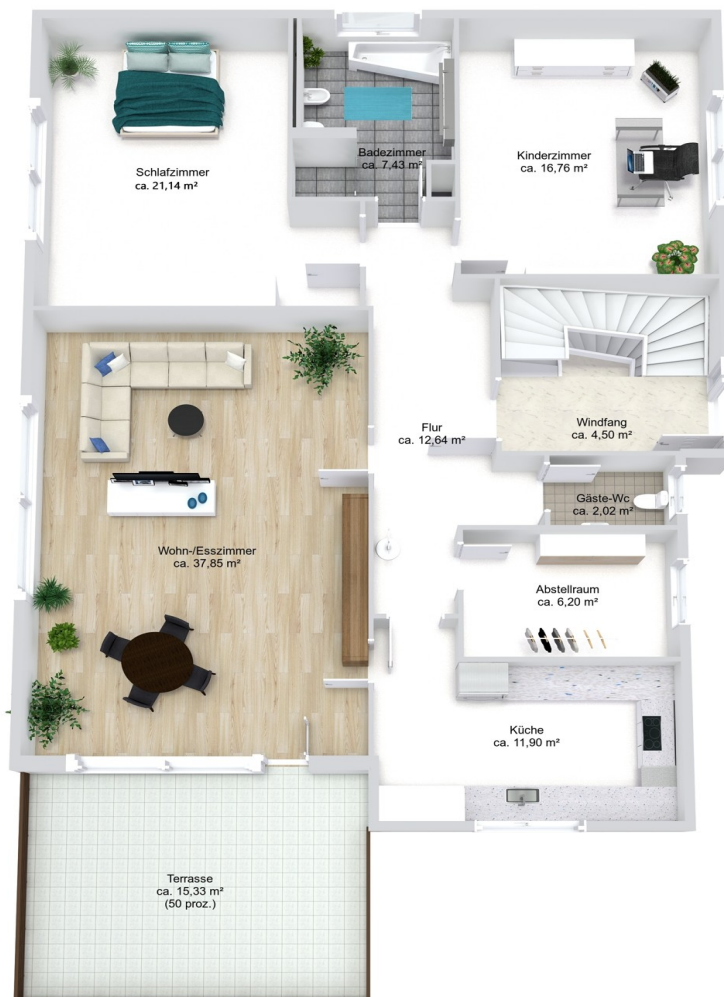 Schlafzimmer
ca. 21,14 m²
Badezimmer
ca. 7,43 m²
Kinderzimmer
ca. 16,76 m²
Flur
ca. 12,64 m²
Windfang
ca. 4,50 m²
Gäste-Wc
ca. 2,02 m²
Wohn-/Esszimmer
ca. 37,85 m²
Abstellraum
ca. 6,20 m²
Küche
ca. 11,90 m²
Terrasse
ca. 15,33 m²
(50 proz.)